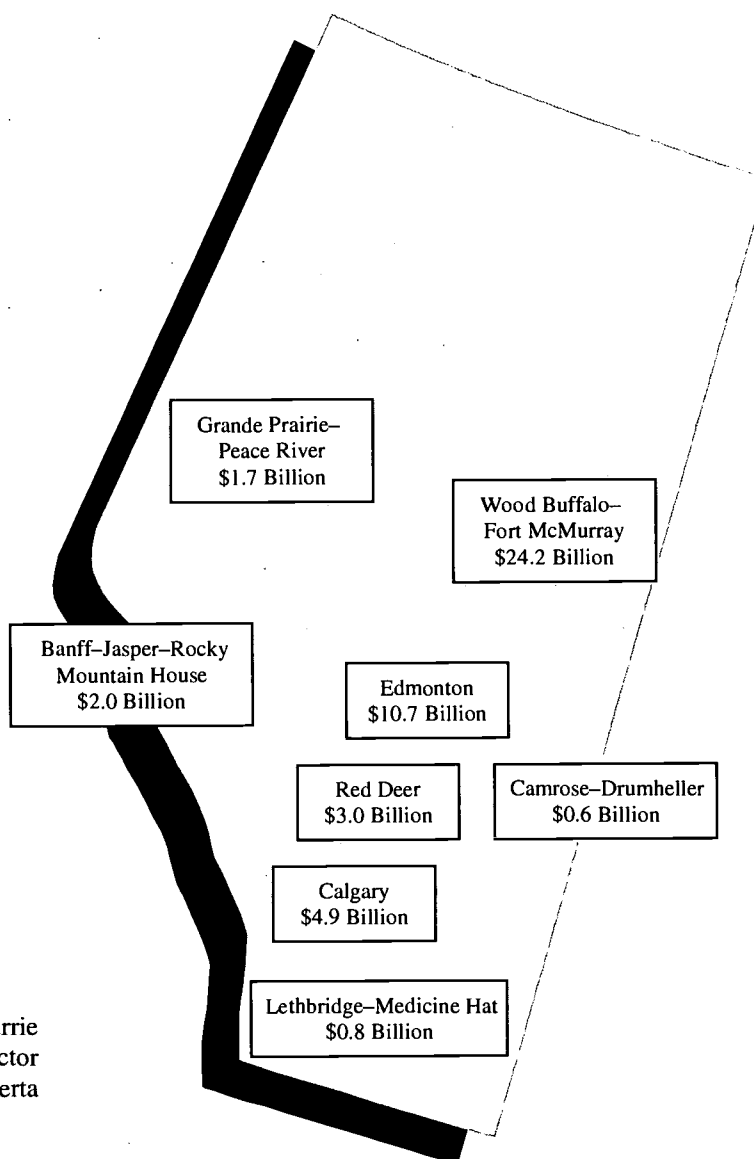 Grande Prairie–
Peace River
$1.7 Billion
Wood Buffalo–
Fort McMurray
$24.2 Billion
Banff–Jasper–Rocky
Mountain House
$2.0 Billion
Edmonton
$10.7 Billion
Red Deer
$3.0 Billion
Camrose–Drumheller
$0.6 Billion
Calgary
$4.9 Billion
Lethbridge–Medicine Hat
$0.8 Billion